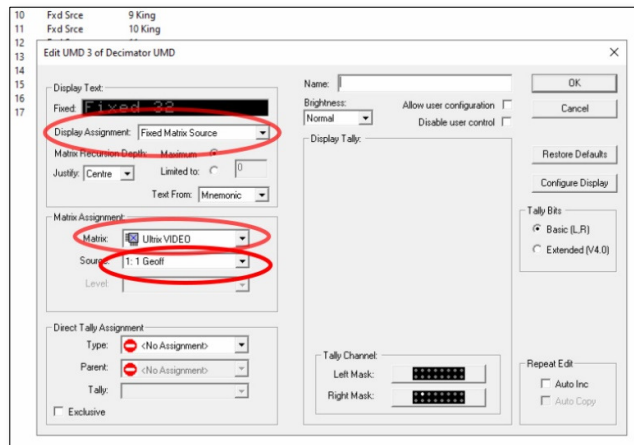 10 Fxd Srce 9 King
11 Fxd Srce 10 King
12
13
14
15
16
17
Edit UMD 3 of Decimator UMD
Display Text:
Fixed: Fixed 32
Display Assignment: Fixed Matrix Source
Matrix Recursion Depth: Maximum
Justify: Centre Limited to: 0
Text From: Mnemonic
Matrix Assignment:
Matrix: Ultrix VIDEO
Source: 1: 1 Geoff
Level:
Direct Tally Assignment
Type: <No Assignment>
Parent: <No Assignment>
Tally:
Exclusive
Name:
Brightness:
Normal
Allow user configuration
Disable user control
Display Tally:
Tally Channel:
Left Mask:
Right Mask:
OK
Cancel
Restore Defaults
Configure Display
Tally Bits
Basic (L,R)
Extended (V4.0)
Repeat Edit
Auto Inc
Auto Copy